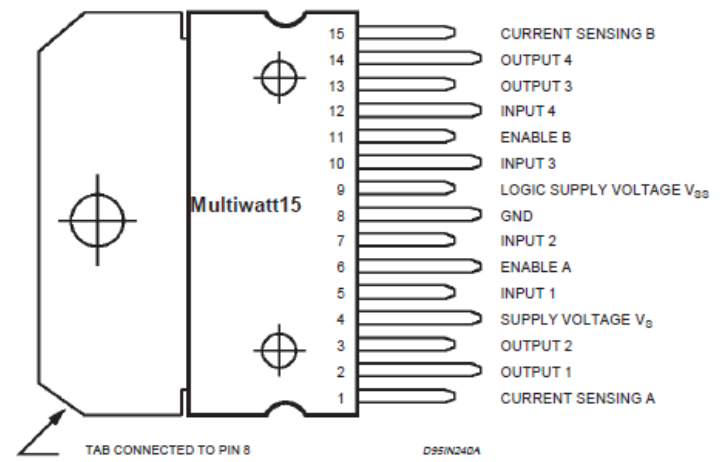 15 CURRENT SENSING B
14 OUTPUT 4
13 OUTPUT 3
12 INPUT 4
11 ENABLE B
10 INPUT 3
9 LOGIC SUPPLY VOLTAGE VSS
Multiwatt15
8 GND
7 INPUT 2
6 ENABLE A
5 INPUT 1
4 SUPPLY VOLTAGE VS
3 OUTPUT 2
2 OUTPUT 1
1 CURRENT SENSING A
TAB CONNECTED TO PIN 8
D95IN240A